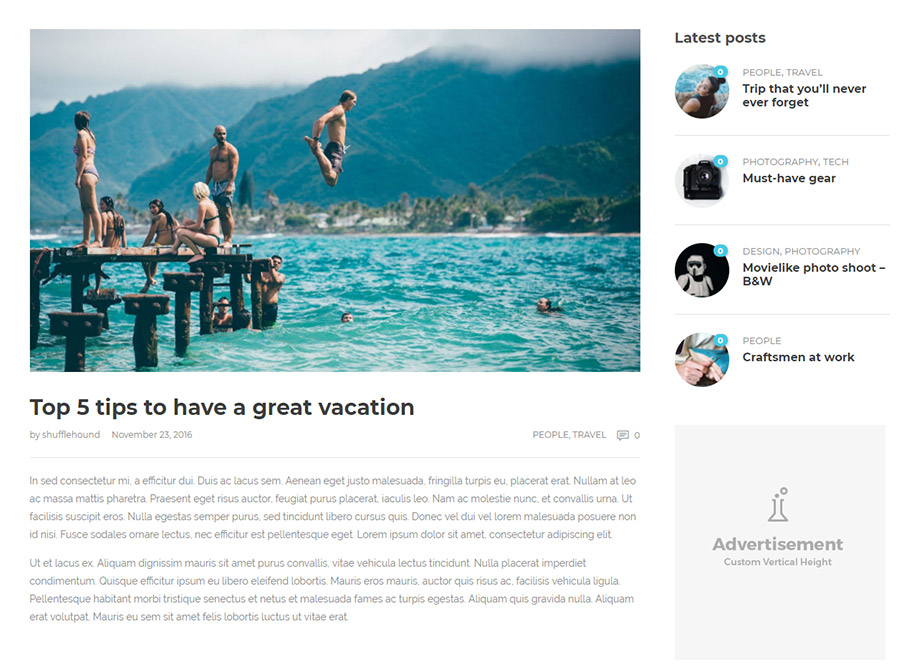 Top 5 tips to have a great vacation
by shufflehound November 23, 2016 PEOPLE, TRAVEL 0
In sed consectetur mi, a efficitur dui. Duis ac lacus sem. Aenean eget justo malesuada, fringilla turpis eu, placerat erat. Nullam at leo
ac massa mattis pharetra. Praesent eget risus auctor, feugiat purus placerat, iaculis leo. Nam ac molestie nunc, et convallis urna. Ut
facilisis suscipit eros. Nulla egestas semper purus, sed tincidunt libero cursus quis. Donec vel dui vel lorem malesuada posuere non
id nisi. Fusce sodales ornare lectus, nec efficitur est pellentesque eget. Lorem ipsum dolor sit amet, consectetur adipiscing elit.
Ut et lacus ex. Aliquam dignissim mauris sit amet purus convallis, vitae vehicula lectus tincidunt. Nulla placerat imperdiet
condimentum. Quisque efficitur ipsum eu libero eleifend lobortis. Mauris eros mauris, auctor quis risus ac, facilisis vehicula ligula.
Pellentesque habitant morbi tristique senectus et netus et malesuada fames ac turpis egestas. Aliquam quis gravida nulla. Aliquam
erat volutpat. Mauris eu sem sit amet felis lobortis luctus ut vitae erat.
Latest posts
0
PEOPLE, TRAVEL
Trip that you'll never
ever forget
0
PHOTOGRAPHY, TECH
Must-have gear
0
DESIGN, PHOTOGRAPHY
Movielike photo shoot –
B&W
0
PEOPLE
Craftsmen at work
Advertisement
Custom Vertical Height